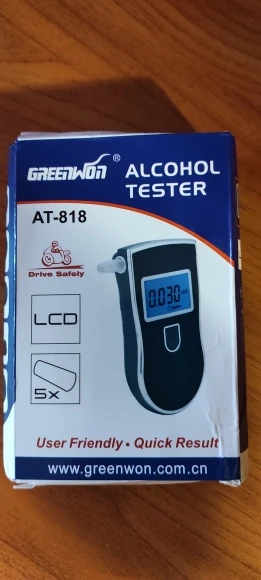 GREENWON®
ALCOHOL
TESTER
AT-818
Drive Safely
LCD
5x
0.030
User Friendly • Quick Result
www.greenwon.com.cn